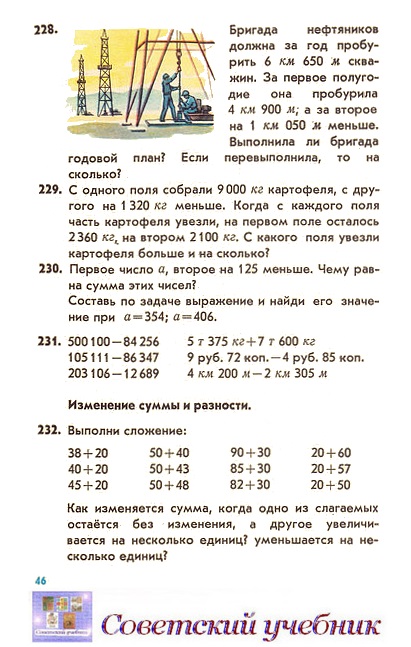 228. Бригада нефтяников
должна за год пробу-
рить 6 км 650 м сква-
жин. За первое полуго-
дие она пробурила
4 км 900 м; а за второе
на 1 км 050 м меньше.
Выполнила ли бригада
годовой план? Если перевыполнила, то на
сколько?
229. С одного поля собрали 9 000 кг картофеля, с дру-
гого на 1 320 кг меньше. Когда с каждого поля
часть картофеля увезли, на первом поле осталось
2 360 кг, на втором 2 100 кг. С какого поля увезли
картофеля больше и на сколько?
230. Первое число а, второе на 125 меньше. Чему рав-
на сумма этих чисел?
Составь по задаче выражение и найди его значе-
ние при а=354; а=406.
231. 500 100−84 256 5 т 375 кг+7 т 600 кг
105 111−86 347 9 руб. 72 коп.−4 руб. 85 коп.
203 106−12 689 4 км 200 м−2 км 305 м
Изменение суммы и разности.
232. Выполни сложение:
38+20 50+40 90+30 20+60
40+20 50+43 85+30 20+57
45+20 50+48 82+30 20+50
Как изменяется сумма, когда одно из слагаемых
остаётся без изменения, а другое увеличи-
вается на несколько единиц? уменьшается на не-
сколько единиц?
46
Советский учебник
Советский учебник